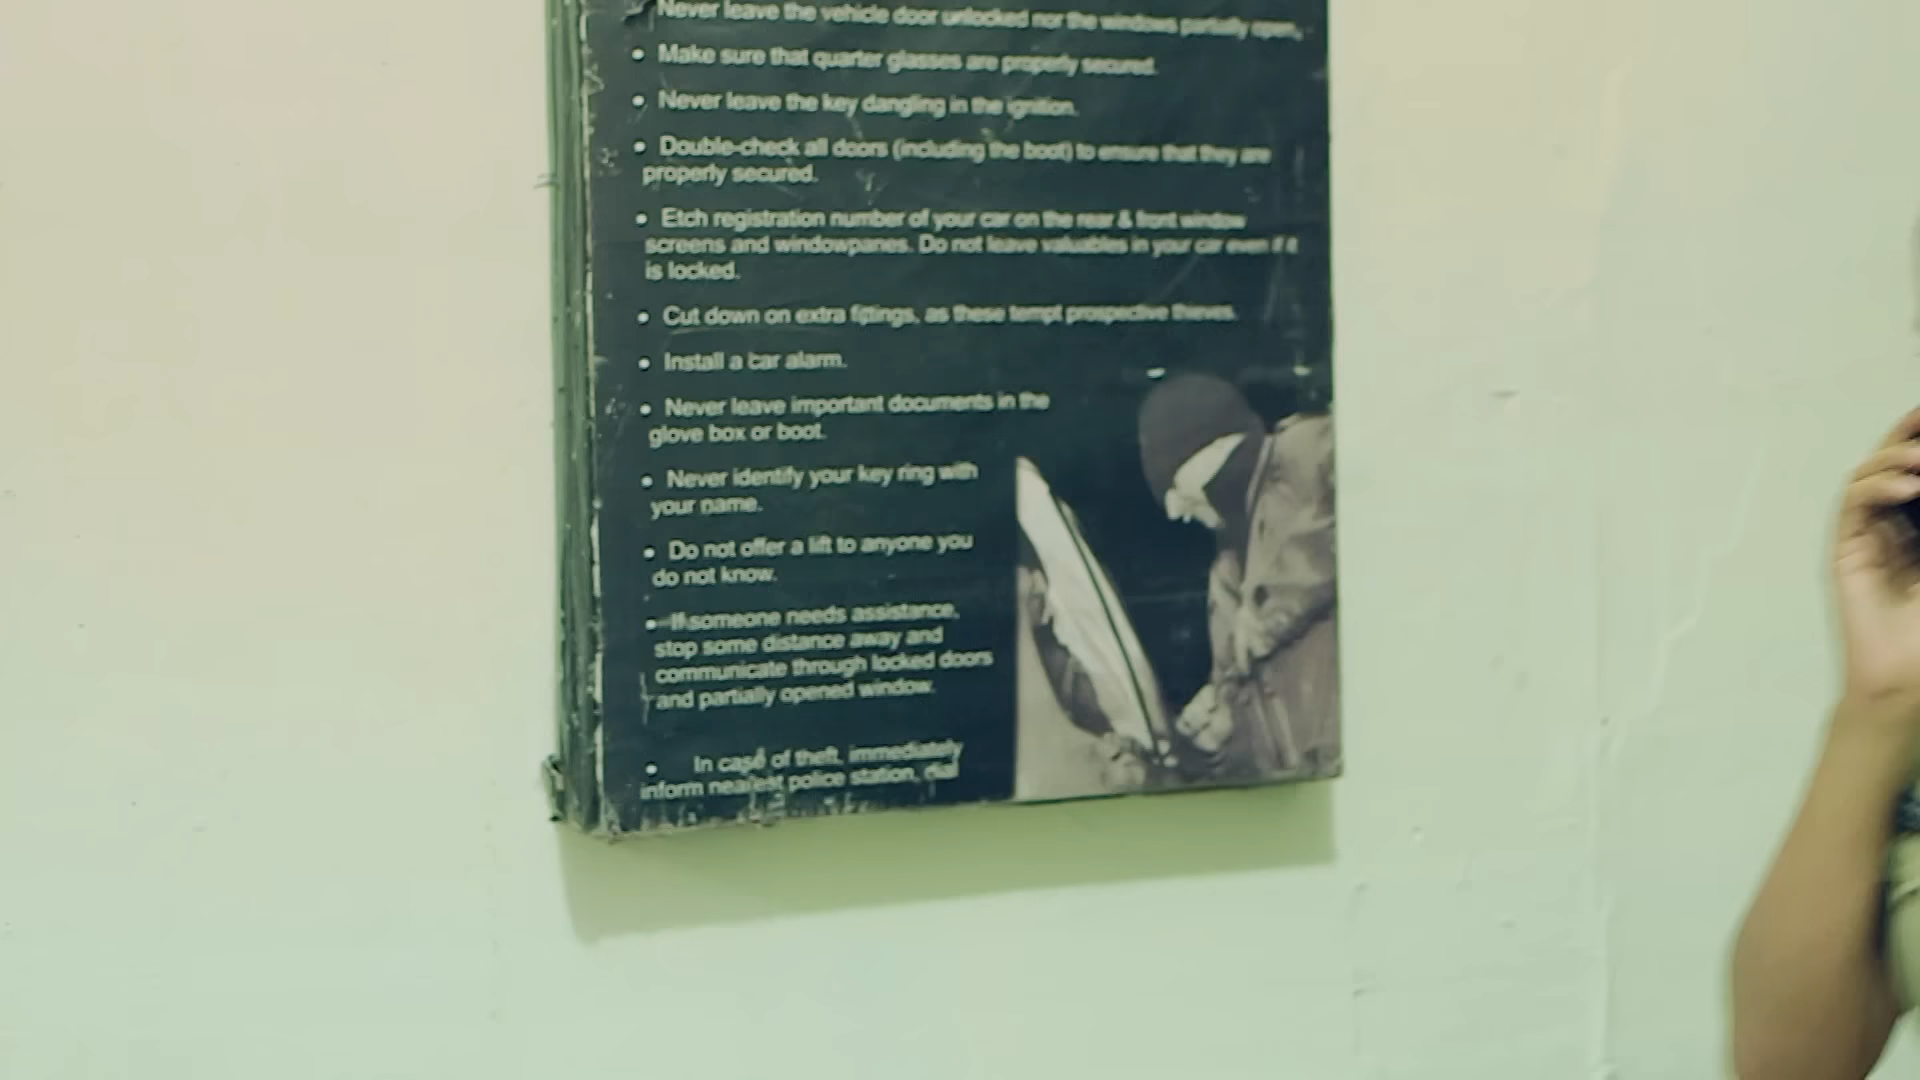 Never leave the vehicle door unlocked nor the windows partially open.
• Make sure that quarter glasses are properly secured.
• Never leave the key dangling in the ignition.
• Double-check all doors (including the boot) to ensure that they are
properly secured.
• Etch registration number of your car on the rear & front window
screens and windowpanes. Do not leave valuables in your car even if it
is locked.
• Cut down on extra fittings, as these tempt prospective thieves.
• Install a car alarm.
• Never leave important documents in the
glove box or boot.
• Never identify your key ring with
your name.
• Do not offer a lift to anyone you
do not know.
• If someone needs assistance,
stop some distance away and
communicate through locked doors
and partially opened window.
• In case of theft, immediately
inform nearest police station, dial